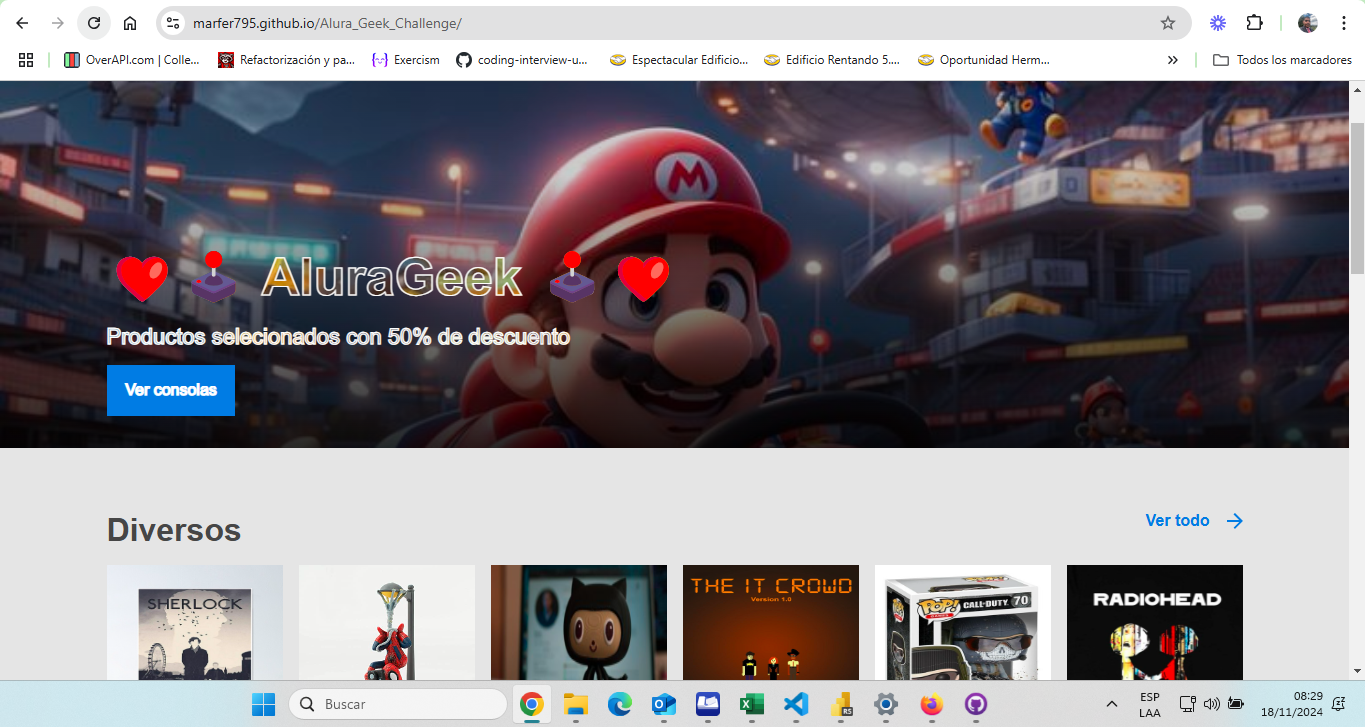 marfer795.github.io/Alura_Geek_Challenge/
OverAPI.com | Colle...
Refactorización y pa...
Exercism
coding-interview-u...
Espectacular Edificio...
Edificio Rentando 5....
Oportunidad Herm...
Todos los marcadores
M
AluraGeek
Productos selecionados con 50% de descuento
Ver consolas
Diversos
Ver todo
SHERLOCK
THE IT CROWD
Version 1.0
POP!
CALL·DUTY 70
RADIOHEAD
Buscar
RS
ESP
LAA
08:29
18/11/2024